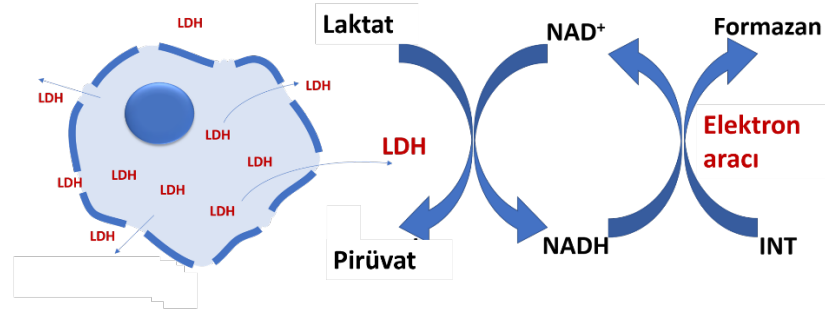 LDH
LDH
LDH
LDH
LDH
LDH
LDH
LDH
LDH
LDH
Laktat
NAD⁺
Formazan
LDH
Elektron
aracı
Pirüvat
NADH
INT